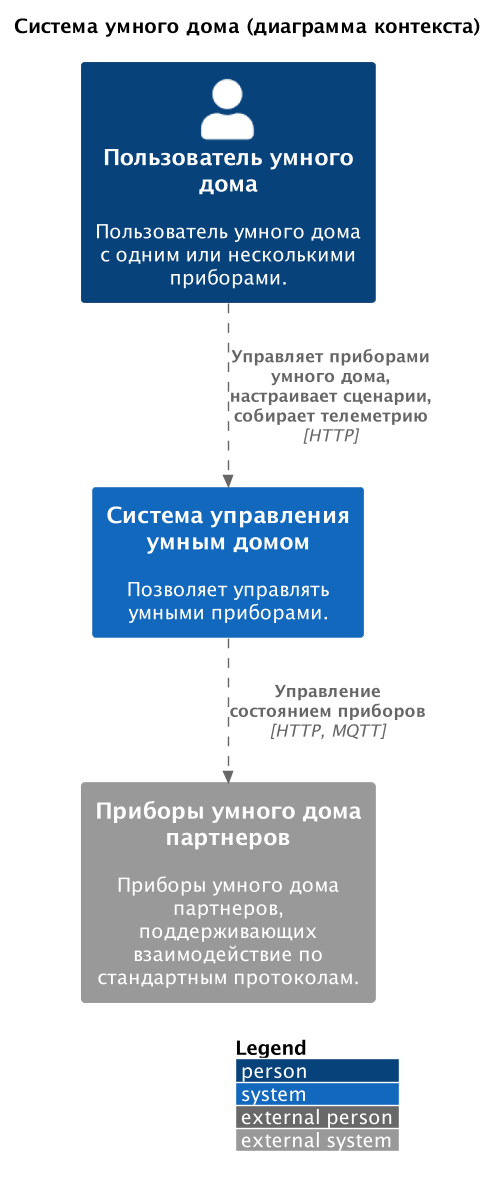 Система умного дома (диаграмма контекста)
Пользователь умного
дома
Пользователь умного дома
с одним или несколькими
приборами.
Управляет приборами
умного дома,
настраивает сценарии,
собирает телеметрию
[HTTP]
Система управления
умным домом
Позволяет управлять
умными приборами.
Управление
состоянием приборов
[HTTP, MQTT]
Приборы умного дома
партнеров
Приборы умного дома
партнеров,
поддерживающих
взаимодействие по
стандартным протоколам.
Legend
person
system
external person
external system